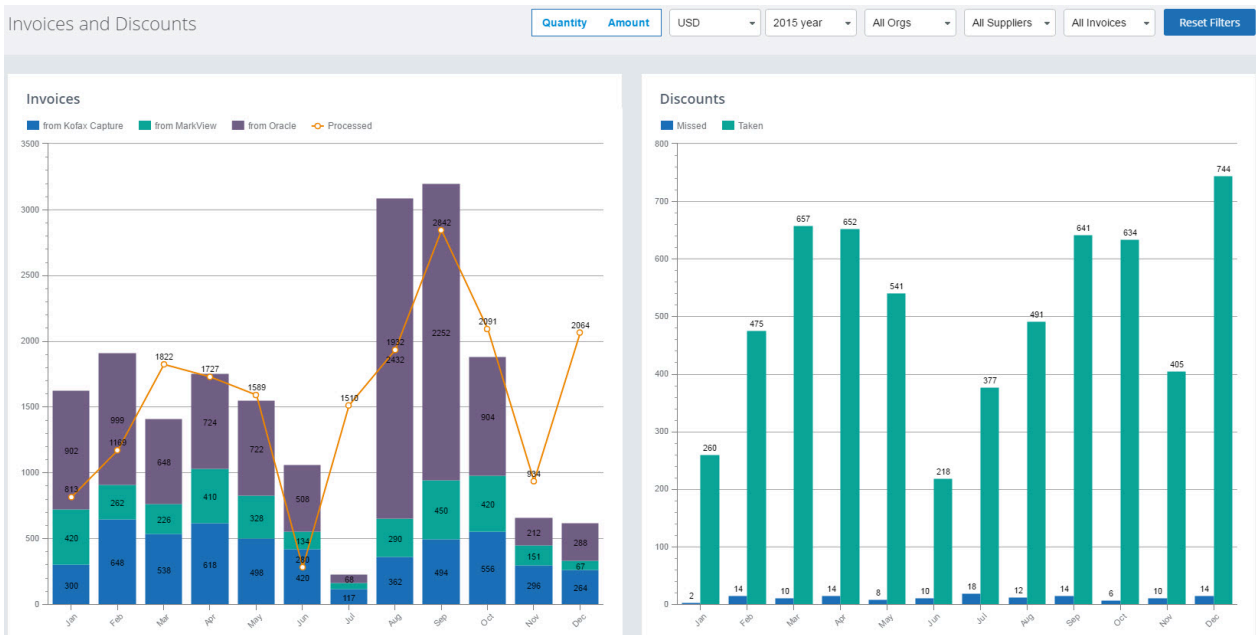 Invoices and Discounts
Quantity Amount USD 2015 year All Orgs All Suppliers All Invoices Reset Filters
Invoices
from Kofax Capture from MarkView from Oracle Processed
3500
3000
2500
2000
1500
1000
500
0
902 999 648 724 722 508 68 2432 2252 904 212 288
420 262 226 410 328 134 290 450 420 151 67
300 648 538 618 498 420 117 362 494 556 296 264
813 1169 1822 1727 1589 280 1510 1932 2842 2091 934 2064
Jan Feb Mar Apr May Jun Jul Aug Sep Oct Nov Dec
Discounts
Missed Taken
800
700
600
500
400
300
200
100
0
260 475 657 652 541 218 377 491 641 634 405 744
2 14 10 14 8 10 18 12 14 6 10 14
Jan Feb Mar Apr May Jun Jul Aug Sep Oct Nov Dec